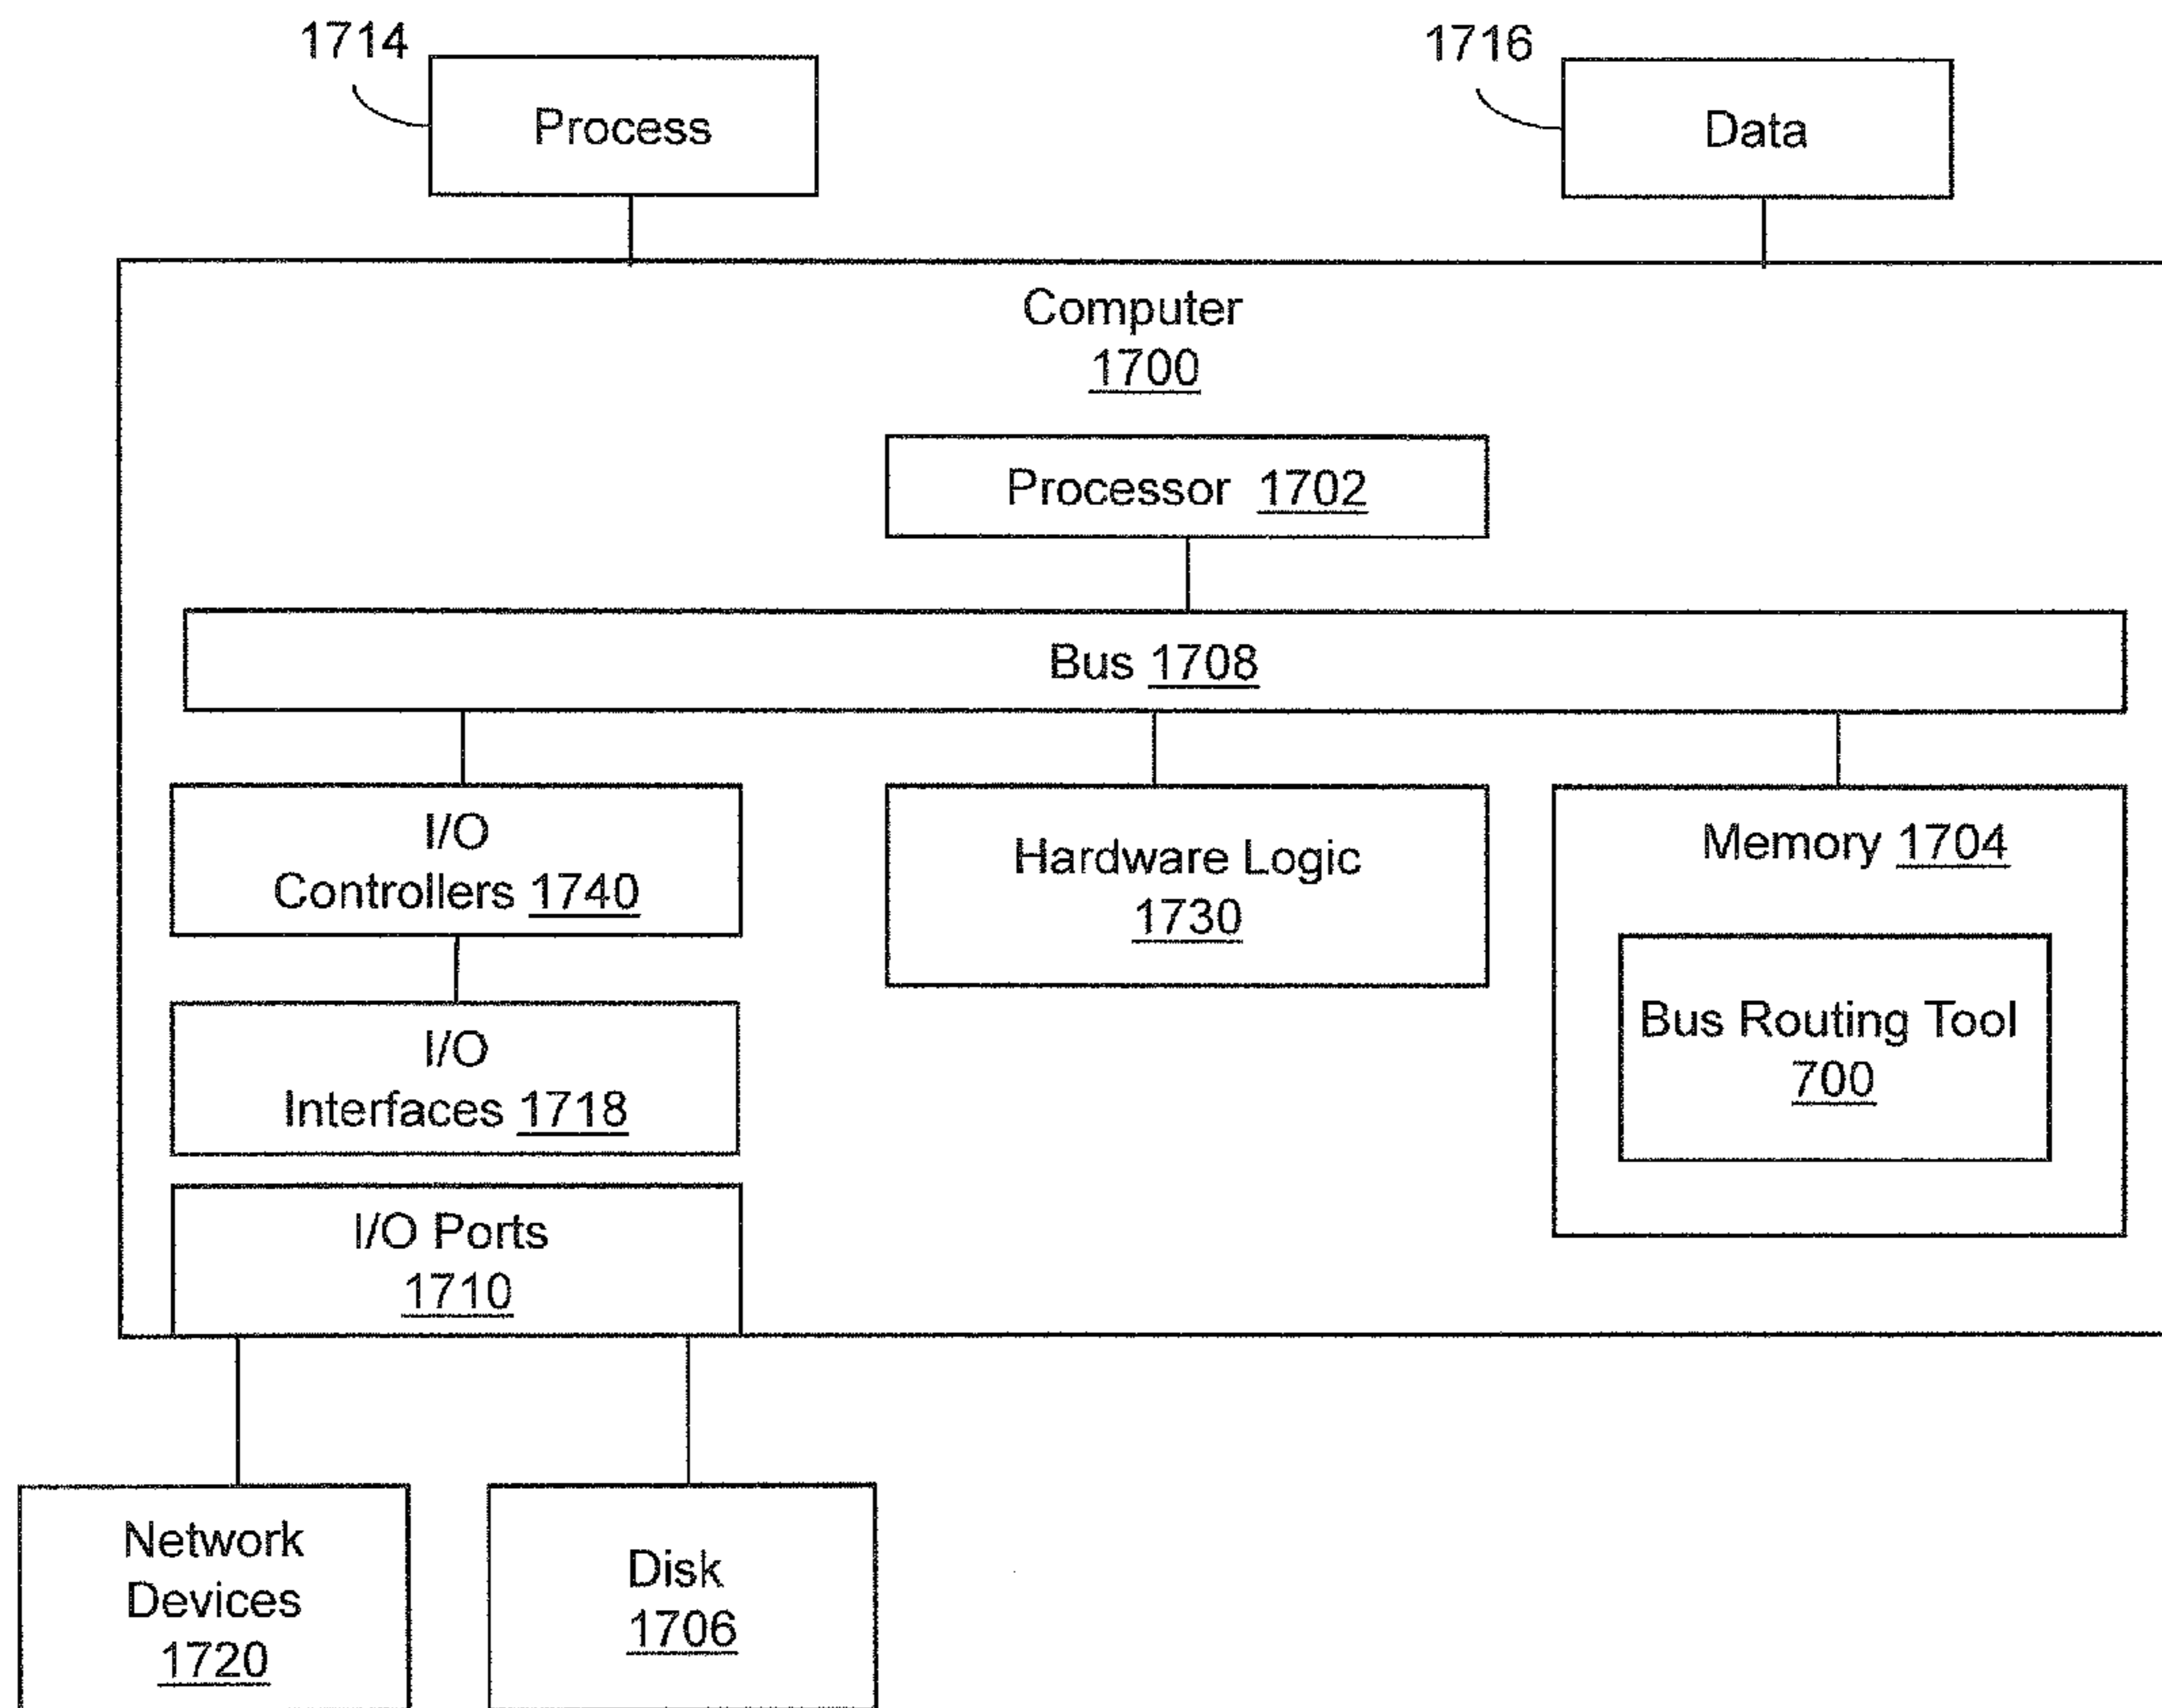 1714
Process
1716
Data
Computer
1700
Processor 1702
Bus 1708
I/O
Controllers 1740
Hardware Logic
1730
Memory 1704
Bus Routing Tool
700
I/O
Interfaces 1718
I/O Ports
1710
Network
Devices
1720
Disk
1706